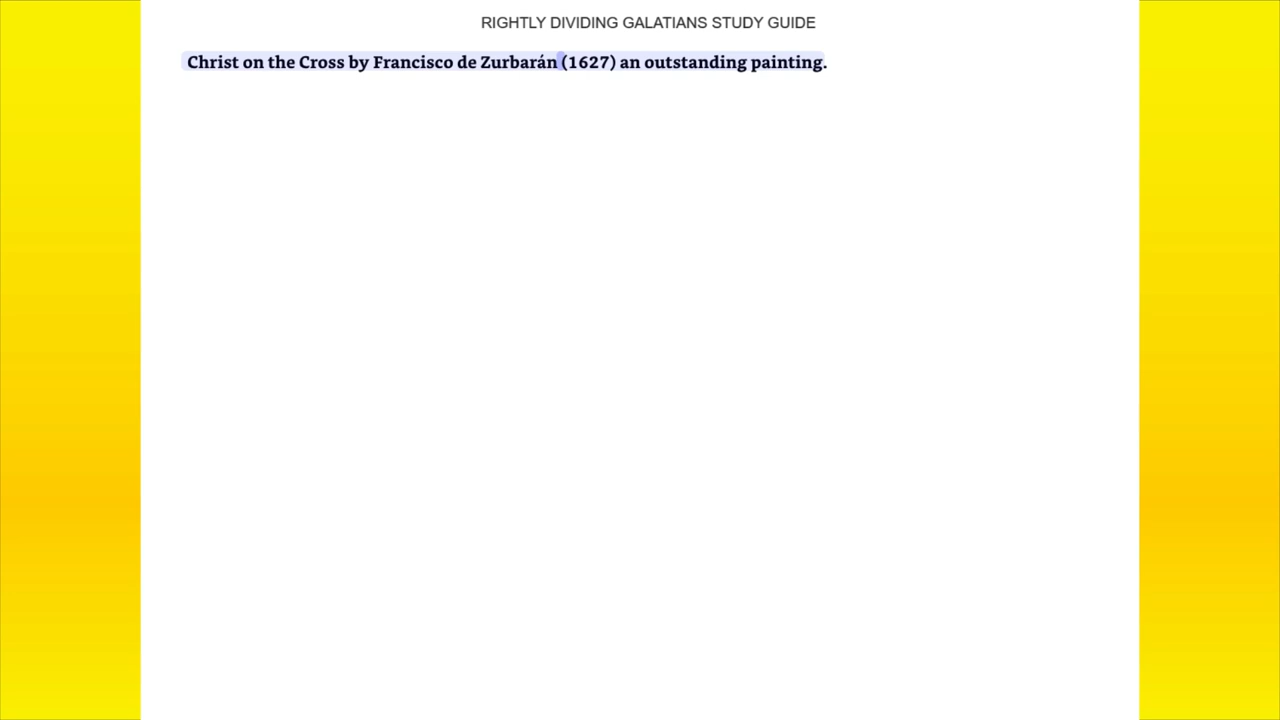 RIGHTLY DIVIDING GALATIANS STUDY GUIDE
Christ on the Cross by Francisco de Zurbarán (1627) an outstanding painting.